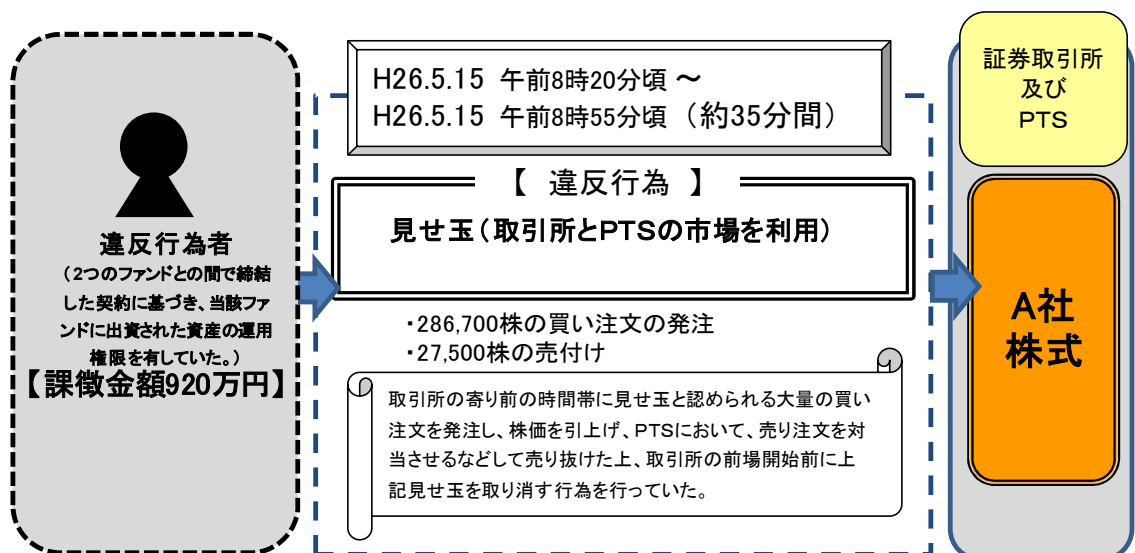 違反行為者
(2つのファンドとの間で締結
した契約に基づき、当該ファ
ンドに出資された資産の運用
権限を有していた。)
【課徴金額920万円】
H26.5.15 午前8時20分頃 ～
H26.5.15 午前8時55分頃 (約35分間)
【 違反行為 】
見せ玉(取引所とPTSの市場を利用)
・286,700株の買い注文の発注
・27,500株の売付け
取引所の寄り前の時間帯に見せ玉と認められる大量の買い
注文を発注し、株価を引上げ、PTSにおいて、売り注文を対
当させるなどして売り抜けた上、取引所の前場開始前に上
記見せ玉を取り消す行為を行っていた。
証券取引所
及び
PTS
A社
株式